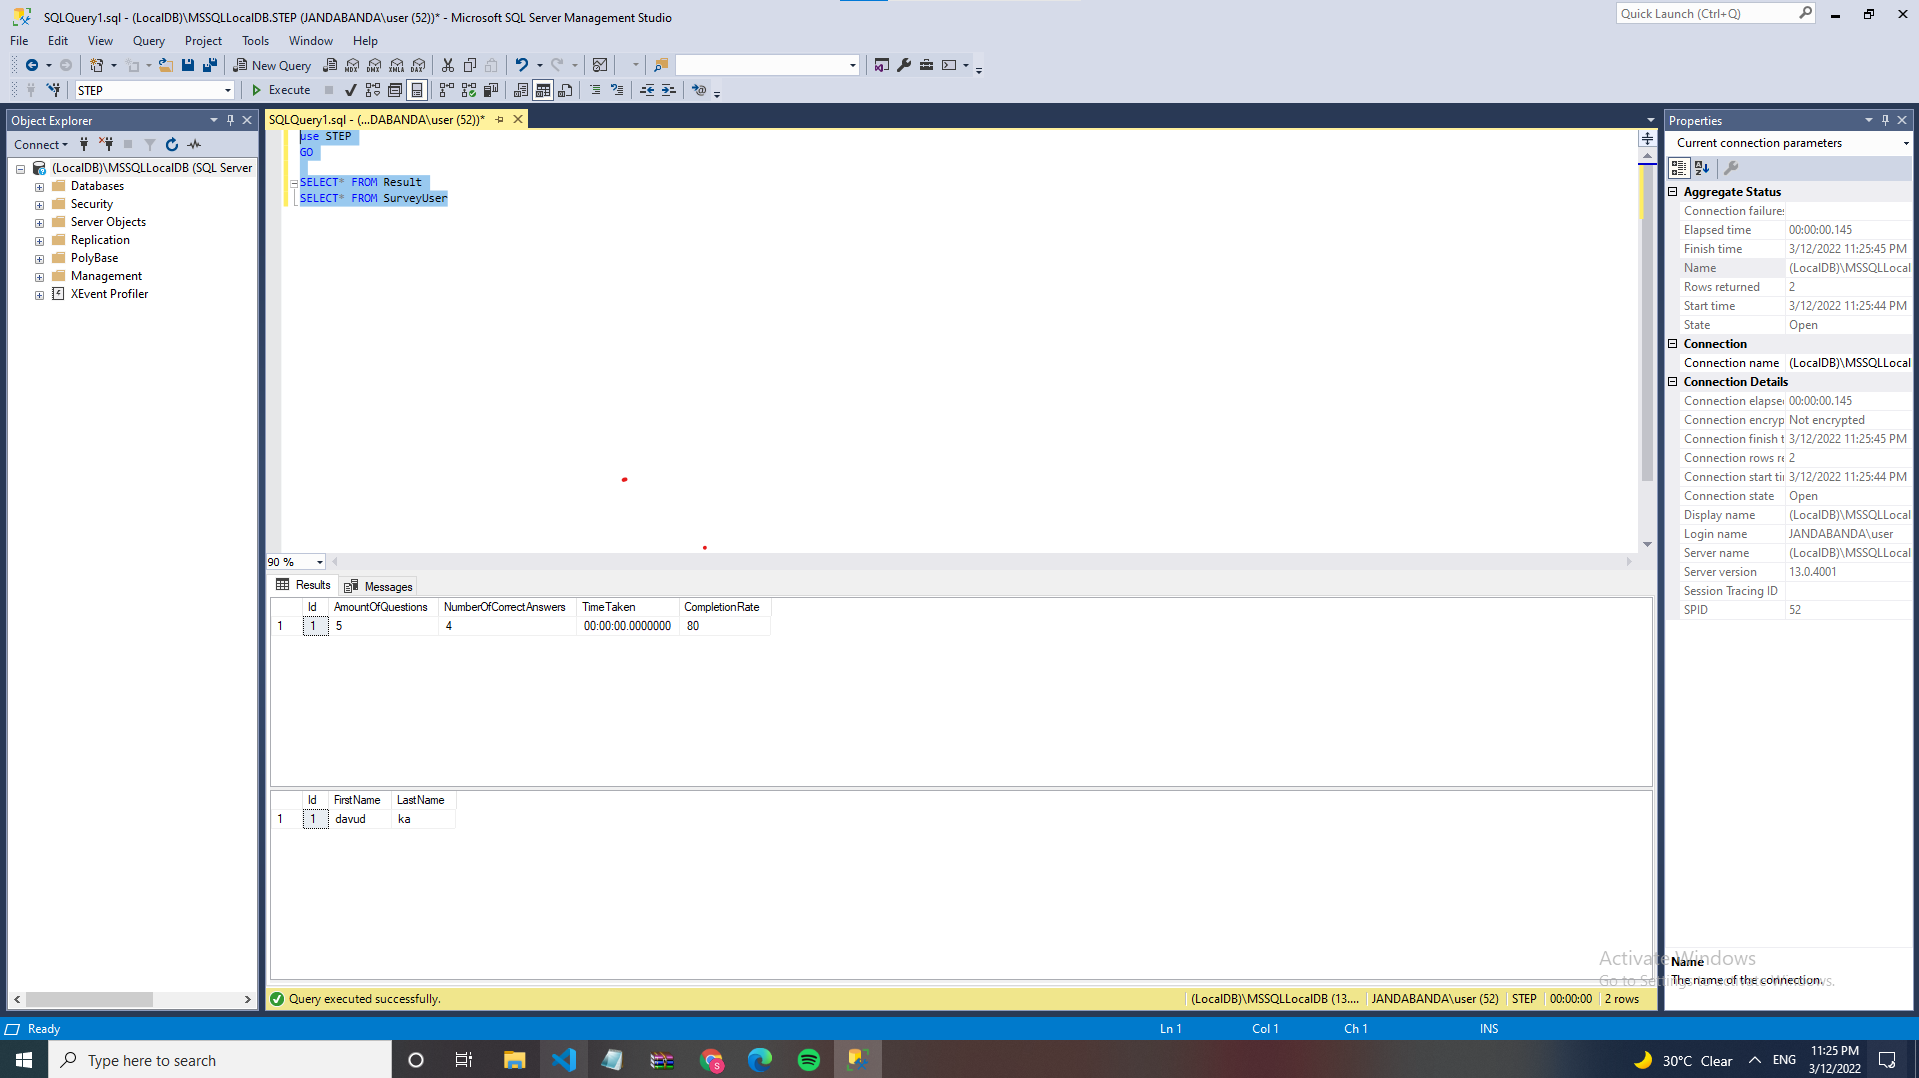 SQLQuery1.sql - (LocalDB)\MSSQLLocalDB.STEP (JANDABANDA\user (52))* - Microsoft SQL Server Management Studio
Quick Launch (Ctrl+Q)
File Edit View Query Project Tools Window Help
New Query
MDX DMX XMLA DAX
STEP
Execute
Object Explorer
Connect
(LocalDB)\MSSQLLocalDB (SQL Server
Databases
Security
Server Objects
Replication
PolyBase
Management
XEvent Profiler
SQLQuery1.sql - (...DABANDA\user (52))*
use STEP
GO
SELECT* FROM Result
SELECT* FROM SurveyUser
90 %
Results Messages
Id AmountOfQuestions NumberOfCorrectAnswers TimeTaken CompletionRate
1 1 5 4 00:00:00.0000000 80
Id FirstName LastName
1 1 davud ka
Query executed successfully.
(LocalDB)\MSSQLLocalDB (13.... JANDABANDA\user (52) STEP 00:00:00 2 rows
Properties
Current connection parameters
Aggregate Status
Connection failures
Elapsed time 00:00:00.145
Finish time 3/12/2022 11:25:45 PM
Name (LocalDB)\MSSQLLocal
Rows returned 2
Start time 3/12/2022 11:25:44 PM
State Open
Connection
Connection name (LocalDB)\MSSQLLocal
Connection Details
Connection elapse 00:00:00.145
Connection encryp Not encrypted
Connection finish t 3/12/2022 11:25:45 PM
Connection rows re 2
Connection start tii 3/12/2022 11:25:44 PM
Connection state Open
Display name (LocalDB)\MSSQLLocal
Login name JANDABANDA\user
Server name (LocalDB)\MSSQLLocal
Server version 13.0.4001
Session Tracing ID
SPID 52
Name
The name of the connection.
Activate Windows
Go to Settings to activate Windows.
Ready
Ln 1 Col 1 Ch 1 INS
Type here to search
30°C Clear
ENG
11:25 PM
3/12/2022